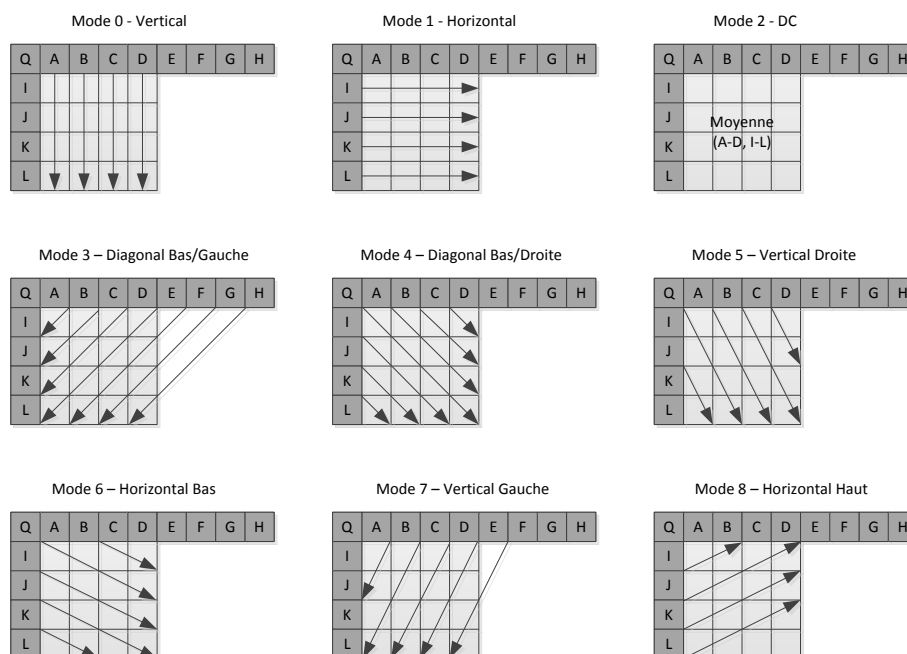 Mode 0 - Vertical
Q A B C D E F G H
I
J
K
L
Mode 1 - Horizontal
Q A B C D E F G H
I
J
K
L
Mode 2 - DC
Q A B C D E F G H
I
J
K
L
Moyenne
(A-D, I-L)
Mode 3 – Diagonal Bas/Gauche
Q A B C D E F G H
I
J
K
L
Mode 4 – Diagonal Bas/Droite
Q A B C D E F G H
I
J
K
L
Mode 5 – Vertical Droite
Q A B C D E F G H
I
J
K
L
Mode 6 – Horizontal Bas
Q A B C D E F G H
I
J
K
L
Mode 7 – Vertical Gauche
Q A B C D E F G H
I
J
K
L
Mode 8 – Horizontal Haut
Q A B C D E F G H
I
J
K
L